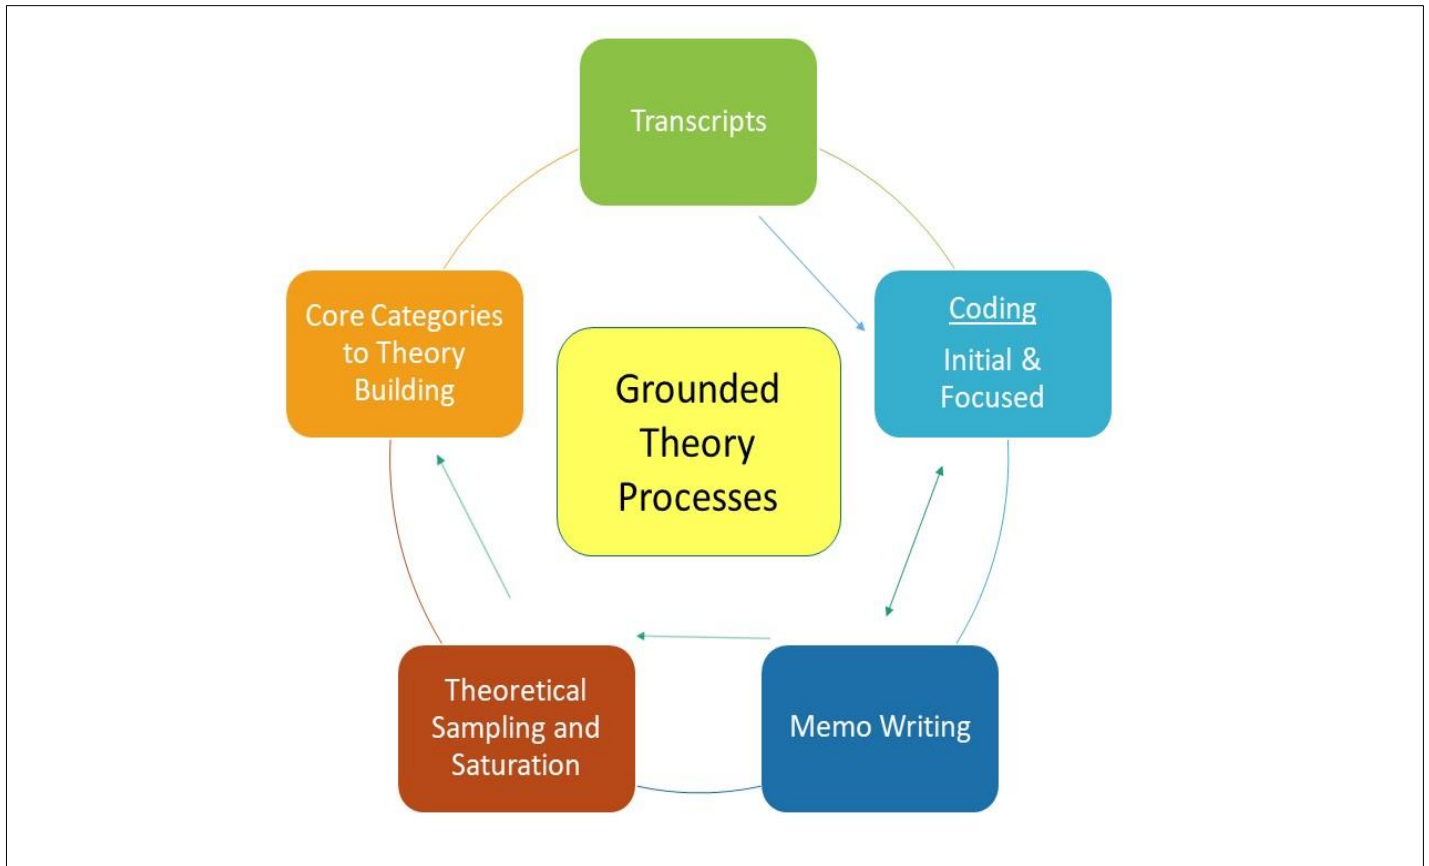 Transcripts
Coding
Initial &
Focused
Memo Writing
Theoretical
Sampling and
Saturation
Core Categories
to Theory
Building
Grounded
Theory
Processes